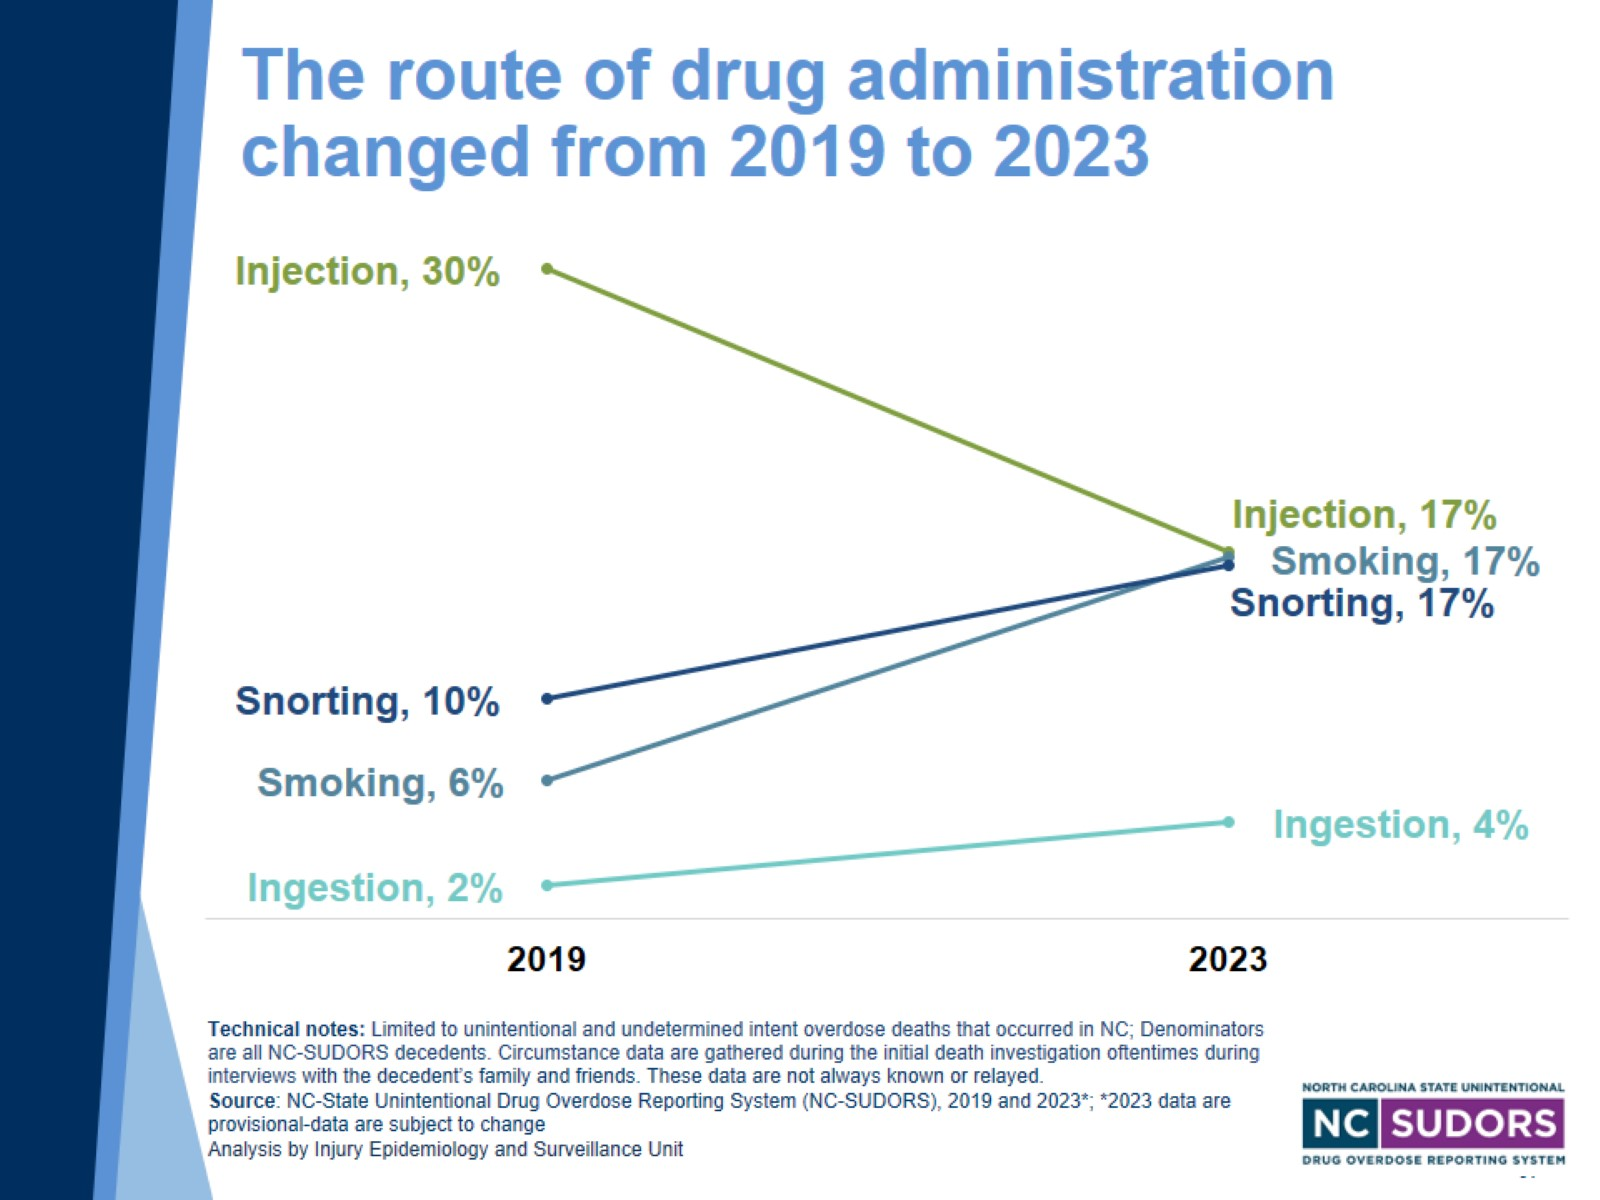 The route of drug administration
changed from 2019 to 2023
Injection, 30%
Injection, 17%
Smoking, 17%
Snorting, 17%
Snorting, 10%
Smoking, 6%
Ingestion, 4%
Ingestion, 2%
2019 2023
Technical notes: Limited to unintentional and undetermined intent overdose deaths that occurred in NC; Denominators
are all NC-SUDORS decedents. Circumstance data are gathered during the initial death investigation oftentimes during
interviews with the decedent's family and friends. These data are not always known or relayed.
Source: NC-State Unintentional Drug Overdose Reporting System (NC-SUDORS), 2019 and 2023*; *2023 data are
provisional-data are subject to change
Analysis by Injury Epidemiology and Surveillance Unit
NORTH CAROLINA STATE UNINTENTIONAL
NC SUDORS
DRUG OVERDOSE REPORTING SYSTEM